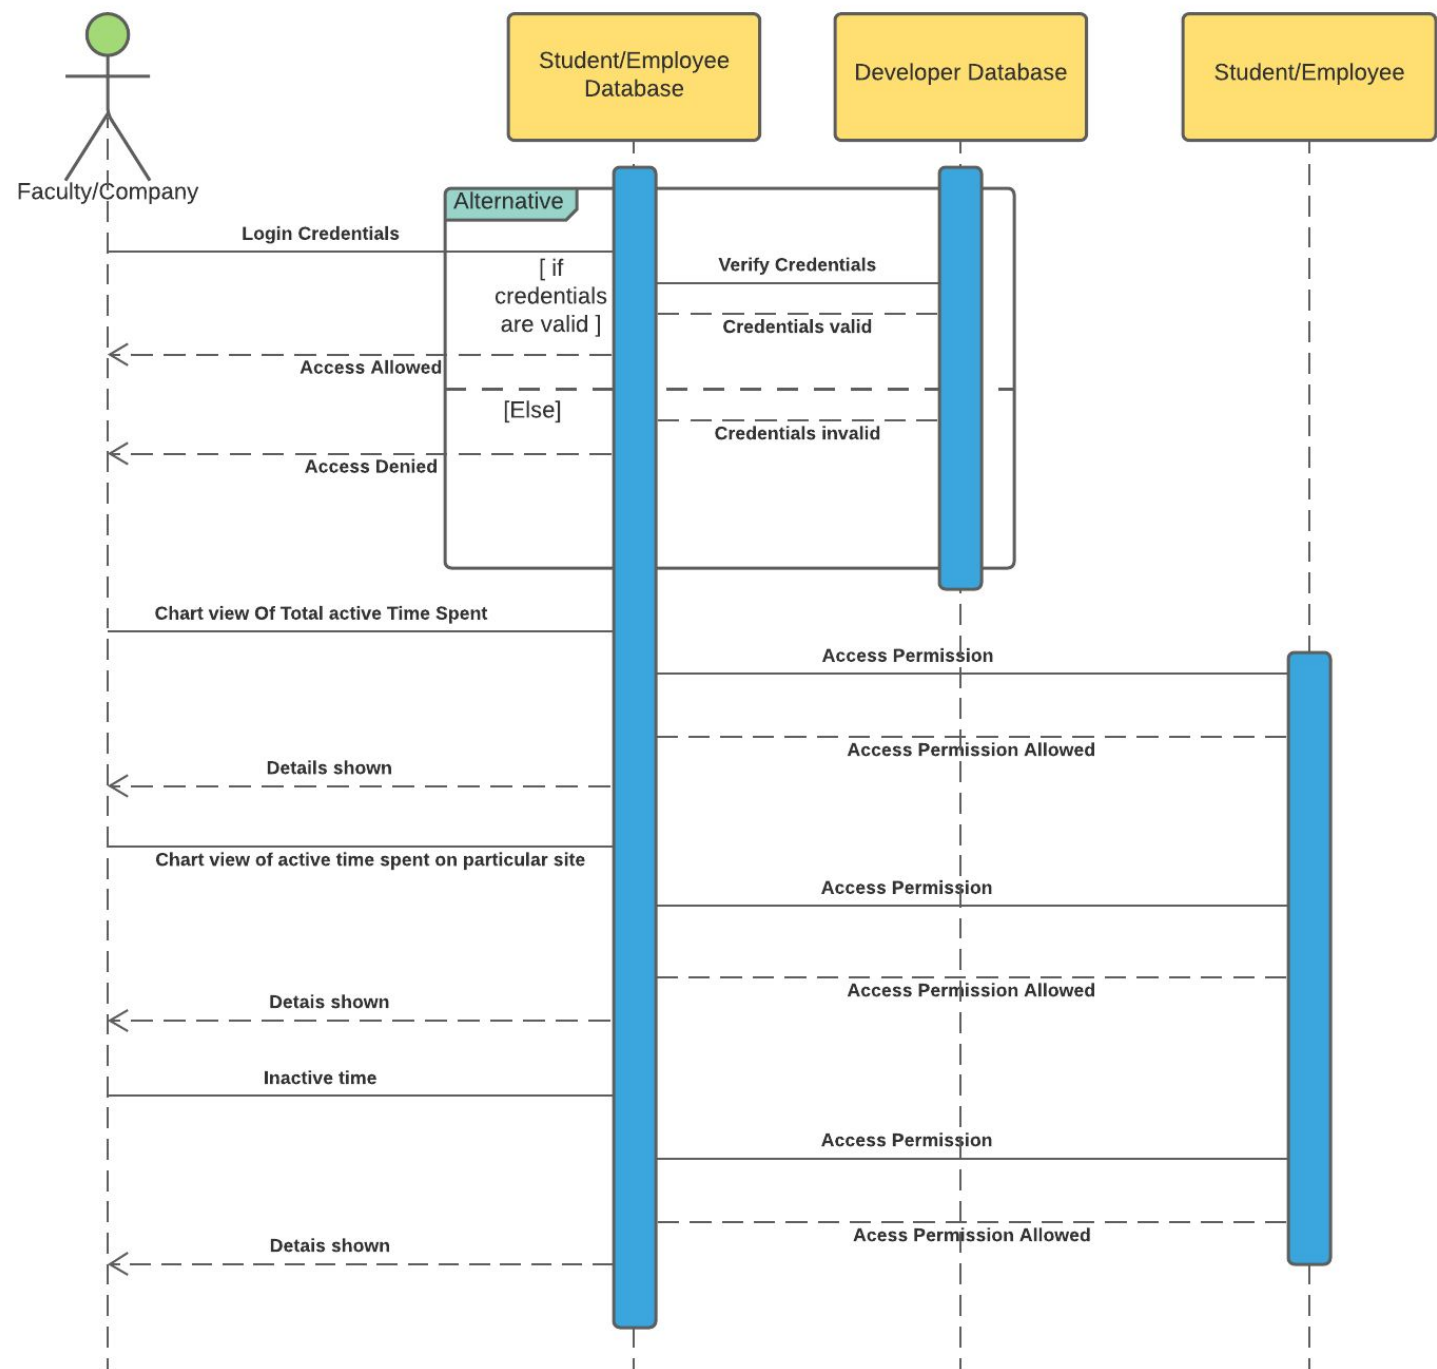 Student/Employee
Database
Developer Database
Student/Employee
Faculty/Company
Alternative
Login Credentials
[ if
credentials
are valid ]
Verify Credentials
Credentials valid
Access Allowed
[Else]
Credentials invalid
Access Denied
Chart view Of Total active Time Spent
Access Permission
Access Permission Allowed
Details shown
Chart view of active time spent on particular site
Access Permission
Access Permission Allowed
Detais shown
Inactive time
Access Permission
Acess Permission Allowed
Detais shown